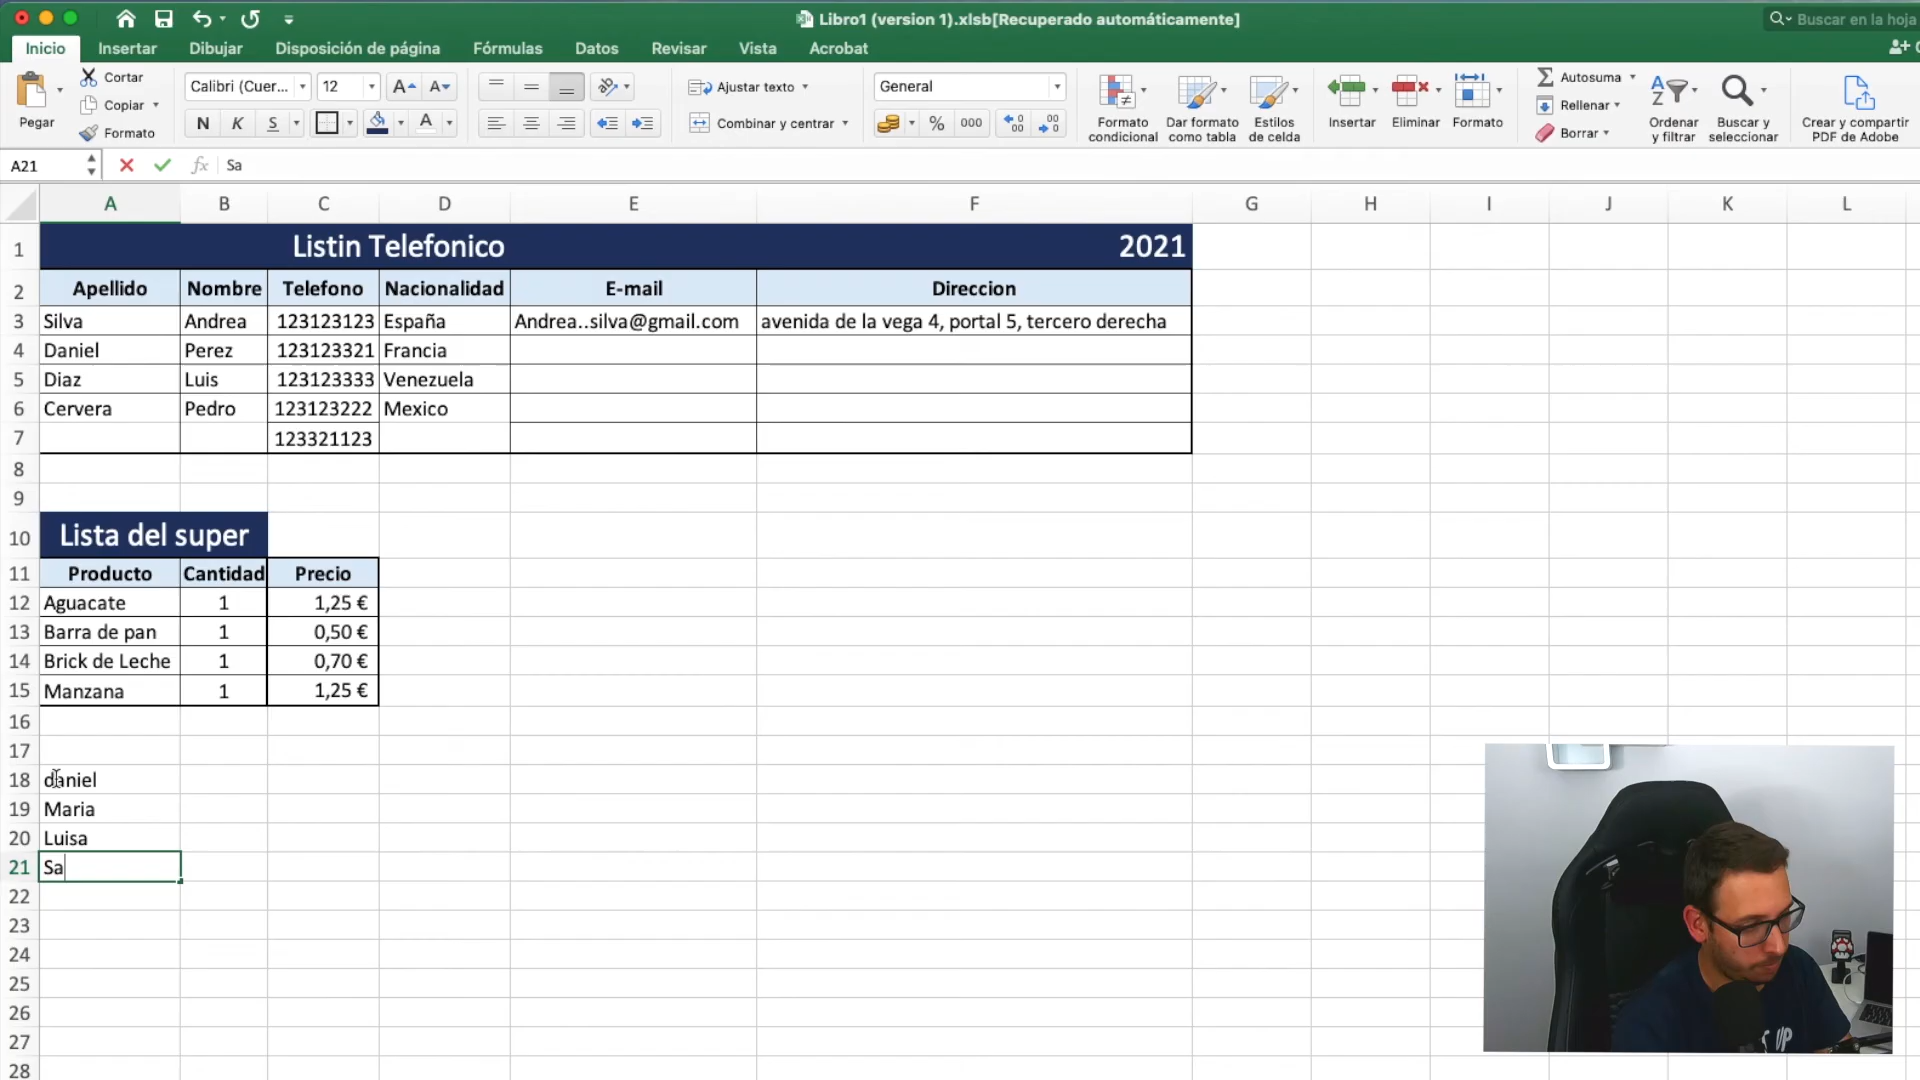 Libro1 (version 1).xlsb[Recuperado automáticamente]
Buscar en la hoja
Inicio Insertar Dibujar Disposición de página Fórmulas Datos Revisar Vista Acrobat
Pegar
Cortar
Copiar
Formato
Calibri (Cuer... 12
N K S
Ajustar texto
Combinar y centrar
General
% 000
Formato condicional
Dar formato como tabla
Estilos de celda
Insertar
Eliminar
Formato
Autosuma
Rellenar
Borrar
Ordenar y filtrar
Buscar y seleccionar
Crear y compartir PDF de Adobe
A21 fx Sa
A B C D E F G H I J K L
1 Listin Telefonico 2021
2 Apellido Nombre Telefono Nacionalidad E-mail Direccion
3 Silva Andrea 123123123 España Andrea..silva@gmail.com avenida de la vega 4, portal 5, tercero derecha
4 Daniel Perez 123123321 Francia
5 Diaz Luis 123123333 Venezuela
6 Cervera Pedro 123123222 Mexico
7 123321123
8
9
10 Lista del super
11 Producto Cantidad Precio
12 Aguacate 1 1,25 €
13 Barra de pan 1 0,50 €
14 Brick de Leche 1 0,70 €
15 Manzana 1 1,25 €
16
17
18 daniel
19 Maria
20 Luisa
21 Sa
22
23
24
25
26
27
28
UP